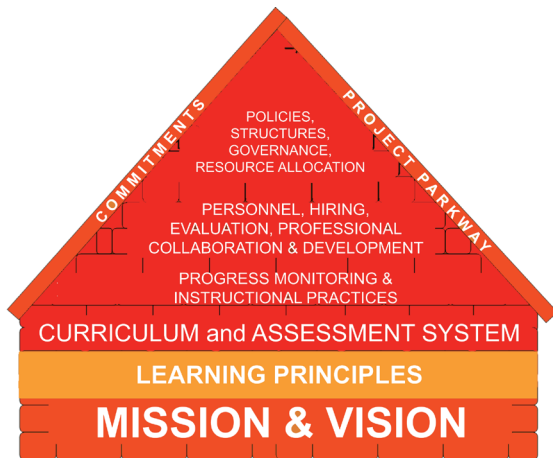 COMMITMENTS
PROJECT PARKWAY
POLICIES,
STRUCTURES,
GOVERNANCE,
RESOURCE ALLOCATION
PERSONNEL, HIRING,
EVALUATION, PROFESSIONAL
COLLABORATION & DEVELOPMENT
PROGRESS MONITORING &
INSTRUCTIONAL PRACTICES
CURRICULUM and ASSESSMENT SYSTEM
LEARNING PRINCIPLES
MISSION & VISION